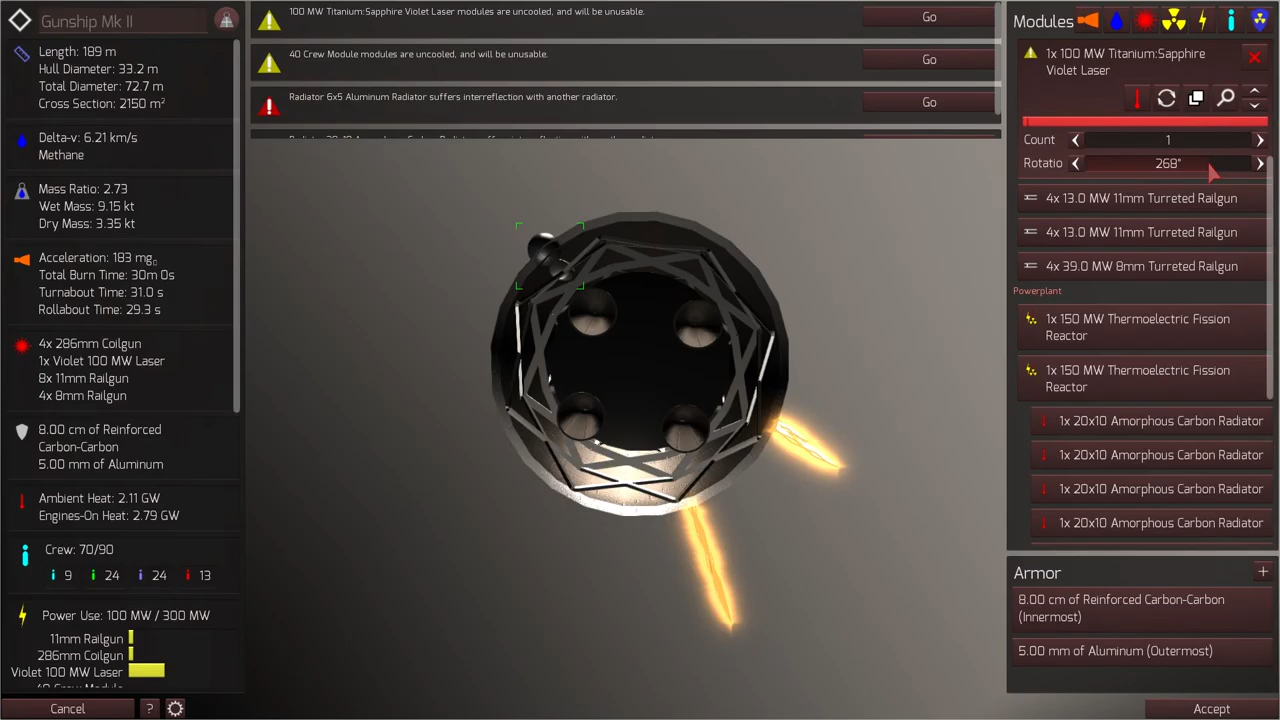 Gunship Mk II
Length: 189 m
Hull Diameter: 33.2 m
Total Diameter: 72.7 m
Cross Section: 2150 m²
Delta-v: 6.21 km/s
Methane
Mass Ratio: 2.73
Wet Mass: 9.15 kt
Dry Mass: 3.35 kt
Acceleration: 183 mg₀
Total Burn Time: 30m 0s
Turnabout Time: 31.0 s
Rollabout Time: 29.3 s
4x 286mm Coilgun
1x Violet 100 MW Laser
8x 11mm Railgun
4x 8mm Railgun
8.00 cm of Reinforced
Carbon-Carbon
5.00 mm of Aluminum
Ambient Heat: 2.11 GW
Engines-On Heat: 2.79 GW
Crew: 70/90
9 24 24 13
Power Use: 100 MW / 300 MW
11mm Railgun
286mm Coilgun
Violet 100 MW Laser
40 Crew Module
Cancel ?
100 MW Titanium:Sapphire Violet Laser modules are uncooled, and will be unusable. Go
40 Crew Module modules are uncooled, and will be unusable. Go
Radiator 6x5 Aluminum Radiator suffers interreflection with another radiator. Go
Modules
1x 100 MW Titanium:Sapphire
Violet Laser
Count 1
Rotatio 268°
4x 13.0 MW 11mm Turreted Railgun
4x 13.0 MW 11mm Turreted Railgun
4x 39.0 MW 8mm Turreted Railgun
Powerplant
1x 150 MW Thermoelectric Fission
Reactor
1x 150 MW Thermoelectric Fission
Reactor
1x 20x10 Amorphous Carbon Radiator
1x 20x10 Amorphous Carbon Radiator
1x 20x10 Amorphous Carbon Radiator
1x 20x10 Amorphous Carbon Radiator
Armor +
8.00 cm of Reinforced Carbon-Carbon
(Innermost)
5.00 mm of Aluminum (Outermost)
Accept